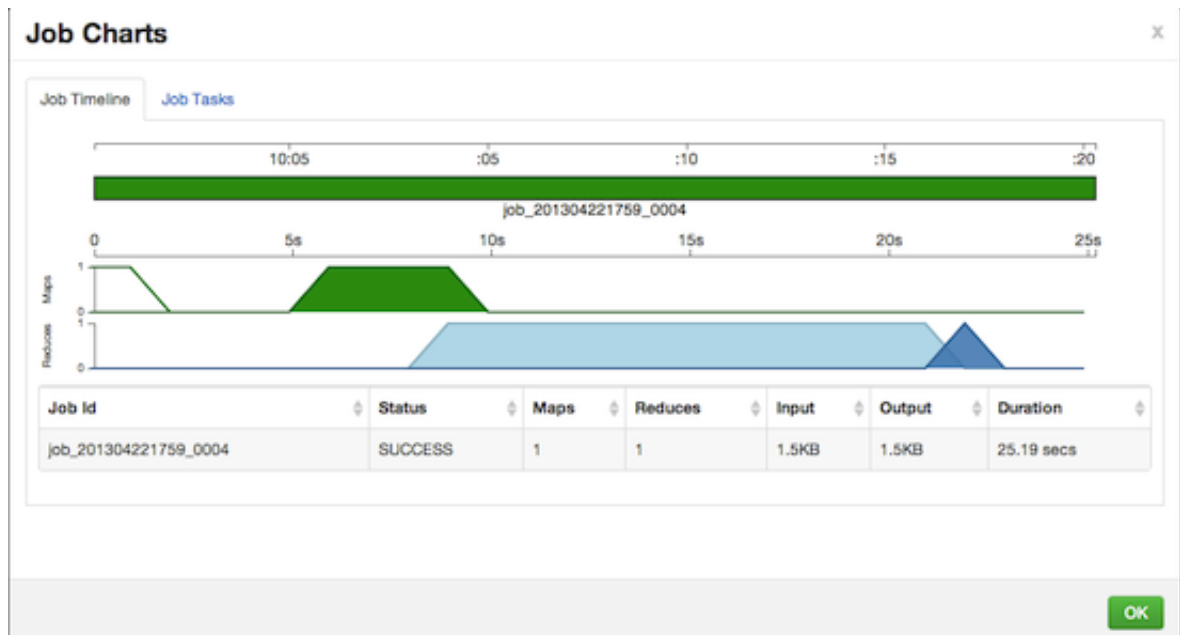 Job Charts
x
Job Timeline Job Tasks
10:05 :05 :10 :15 :20
job_201304221759_0004
0 5s 10s 15s 20s 25s
Maps 1 0
Reduces 1 0
Job Id Status Maps Reduces Input Output Duration
job_201304221759_0004 SUCCESS 1 1 1.5KB 1.5KB 25.19 secs
OK